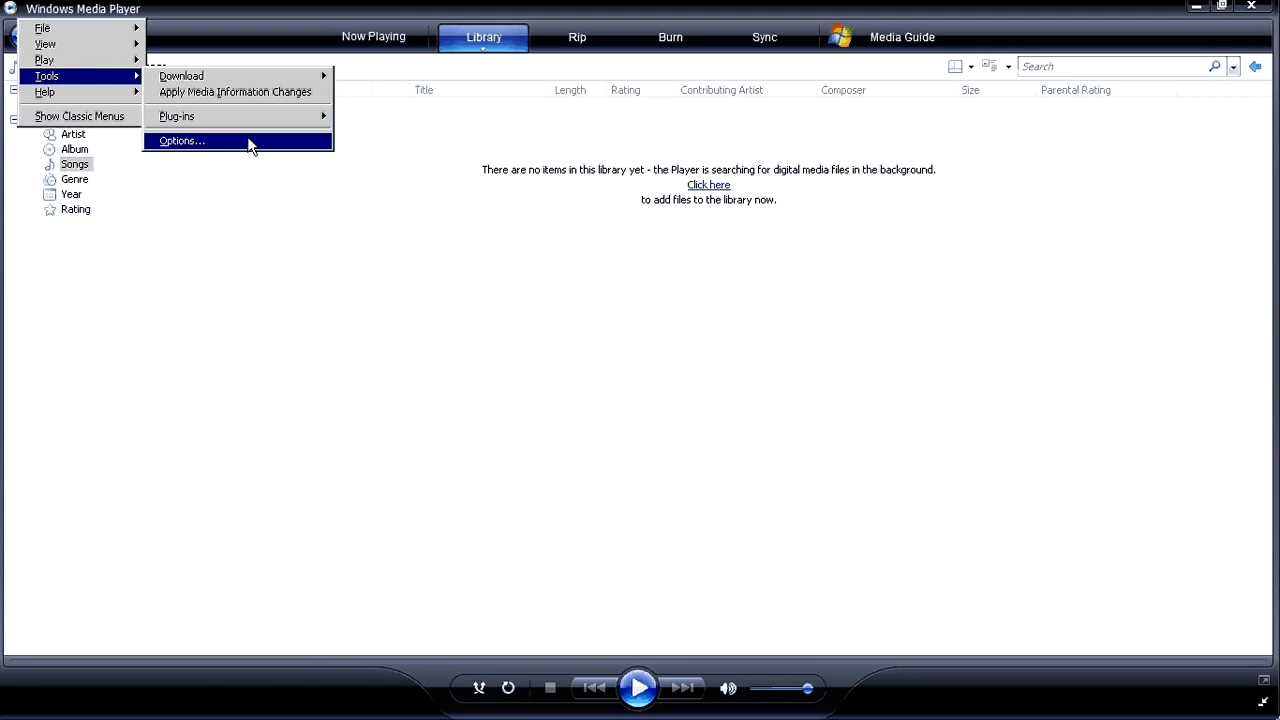 Windows Media Player
File
View
Play
Tools
Help
Show Classic Menus
Download
Apply Media Information Changes
Plug-ins
Options...
Now Playing
Library
Rip
Burn
Sync
Media Guide
Search
Title
Length
Rating
Contributing Artist
Composer
Size
Parental Rating
Artist
Album
Songs
Genre
Year
Rating
There are no items in this library yet - the Player is searching for digital media files in the background.
Click here
to add files to the library now.